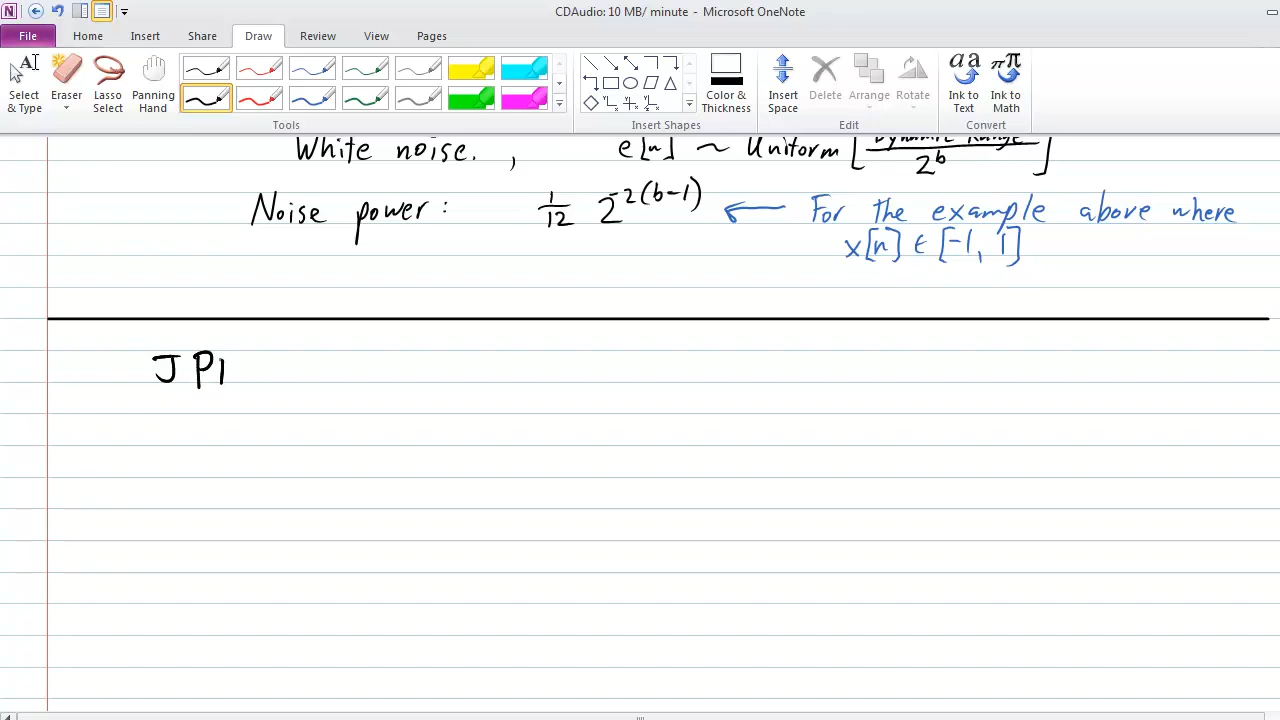 CDAudio: 10 MB/ minute - Microsoft OneNote
File Home Insert Share Draw Review View Pages
Select & Type
Eraser
Lasso Select
Panning Hand
Color & Thickness
Insert Space
Delete
Arrange
Rotate
Ink to Text
Ink to Math
Tools Insert Shapes Edit Convert
White noise. , e[n] ~ Uniform [ Dynamic Range / 2^b ]
Noise power: 1/12 2^-2(b-1) ← For the example above where
x[n] ∈ [-1, 1]
J P I